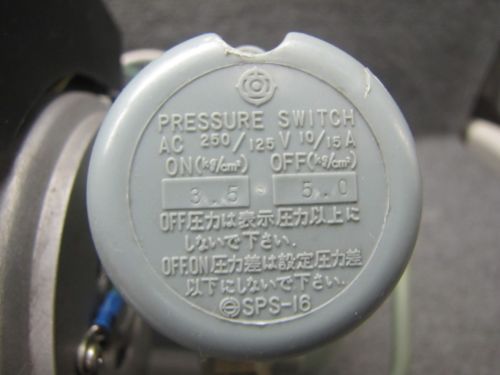 PRESSURE SWITCH
AC 250/125 V 10/15 A
ON(kg/cm²) OFF(kg/cm²)
3.5 5.0
OFF圧力は表示圧力以上に
しないで下さい.
OFF.ON圧力差は設定圧力差
以下にしないで下さい.
SPS-16